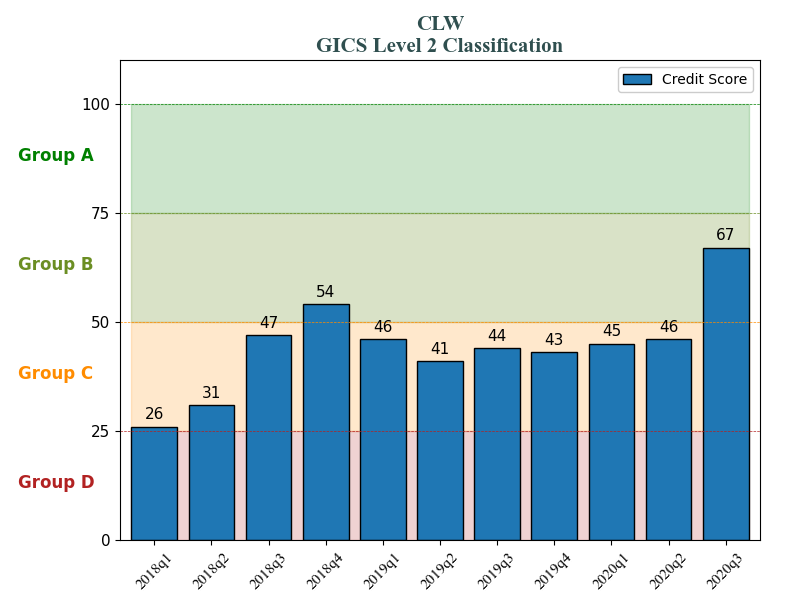 CLW
GICS Level 2 Classification
Credit Score
100
Group A
75
Group B
67
54
50
47
46
41
44
43
45
46
Group C
31
26
25
Group D
0
2018q1
2018q2
2018q3
2018q4
2019q1
2019q2
2019q3
2019q4
2020q1
2020q2
2020q3